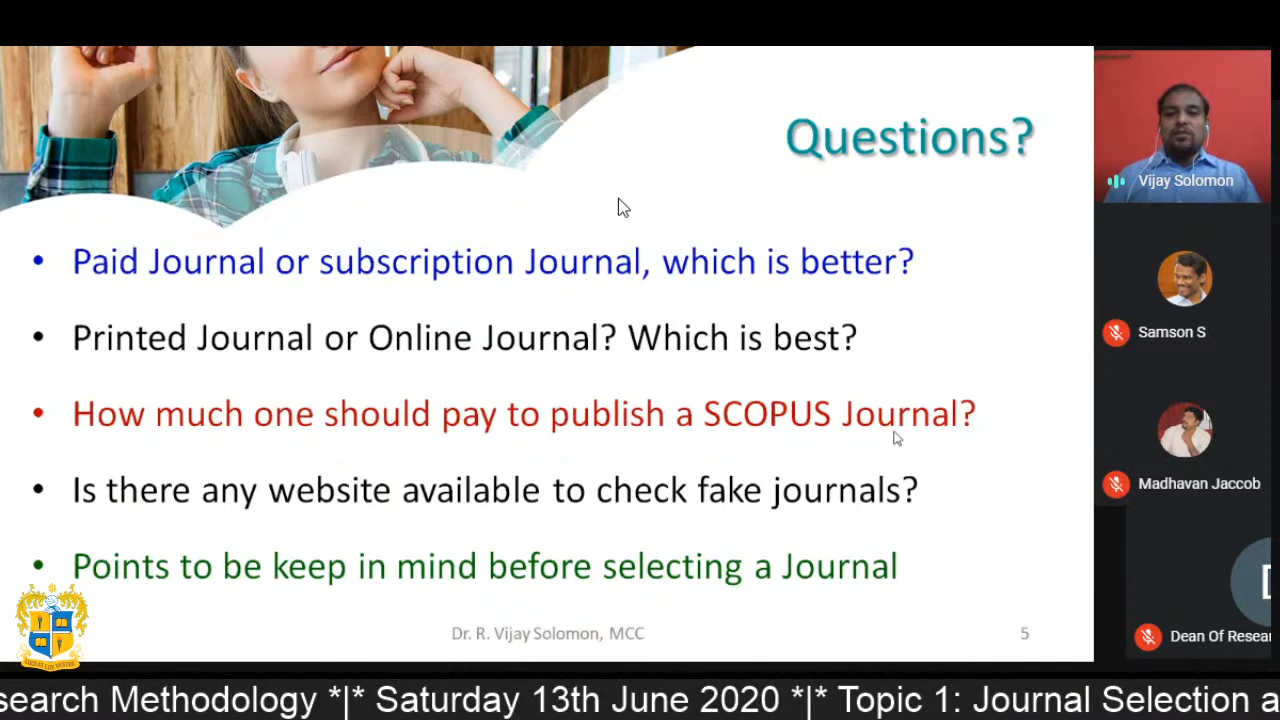 Questions?
• Paid Journal or subscription Journal, which is better?
• Printed Journal or Online Journal? Which is best?
• How much one should pay to publish a SCOPUS Journal?
• Is there any website available to check fake journals?
• Points to be keep in mind before selecting a Journal
Dr. R. Vijay Solomon, MCC
5
Vijay Solomon
Samson S
Madhavan Jaccob
D
Dean Of Resear
search Methodology *|* Saturday 13th June 2020 *|* Topic 1: Journal Selection a